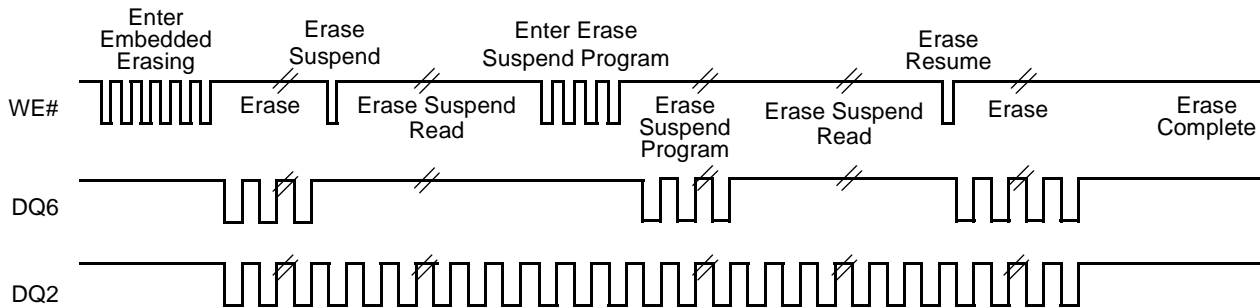 Enter
Embedded
Erasing
Erase
Suspend
Enter Erase
Suspend Program
Erase
Resume
WE#
Erase
Erase Suspend
Read
Erase
Suspend
Program
Erase Suspend
Read
Erase
Erase
Complete
DQ6
DQ2